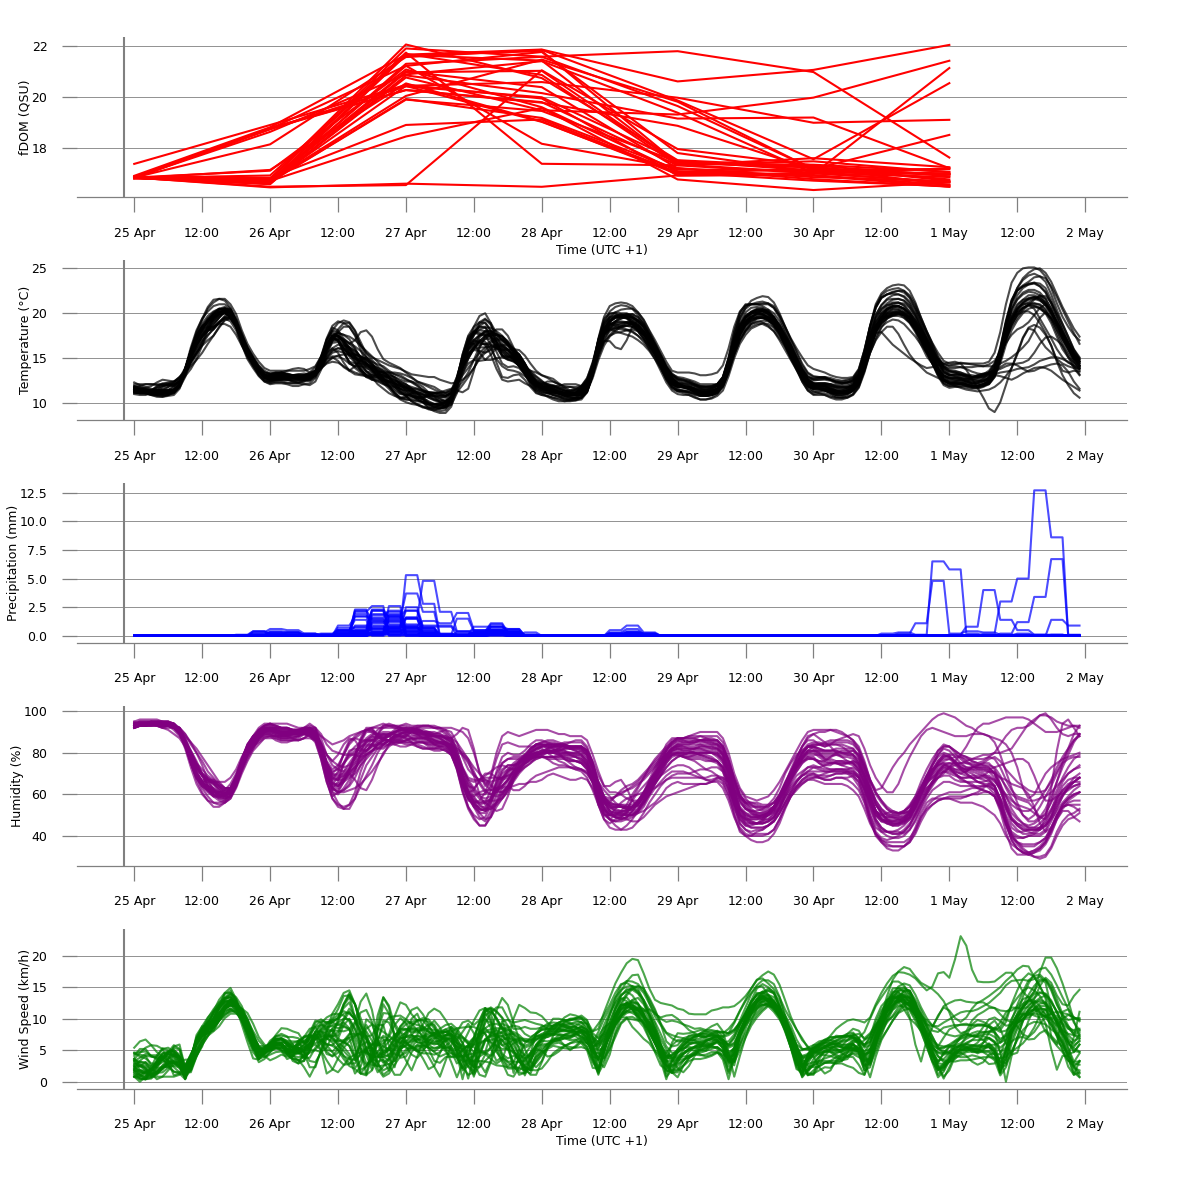 22
20
18
fDOM (QSU)
25 Apr 12:00 26 Apr 12:00 27 Apr 12:00 28 Apr 12:00 29 Apr 12:00 30 Apr 12:00 1 May 12:00 2 May
Time (UTC +1)
25
20
15
10
Temperature (°C)
25 Apr 12:00 26 Apr 12:00 27 Apr 12:00 28 Apr 12:00 29 Apr 12:00 30 Apr 12:00 1 May 12:00 2 May
12.5
10.0
7.5
5.0
2.5
0.0
Precipitation (mm)
25 Apr 12:00 26 Apr 12:00 27 Apr 12:00 28 Apr 12:00 29 Apr 12:00 30 Apr 12:00 1 May 12:00 2 May
100
80
60
40
Humidity (%)
25 Apr 12:00 26 Apr 12:00 27 Apr 12:00 28 Apr 12:00 29 Apr 12:00 30 Apr 12:00 1 May 12:00 2 May
20
15
10
5
0
Wind Speed (km/h)
25 Apr 12:00 26 Apr 12:00 27 Apr 12:00 28 Apr 12:00 29 Apr 12:00 30 Apr 12:00 1 May 12:00 2 May
Time (UTC +1)